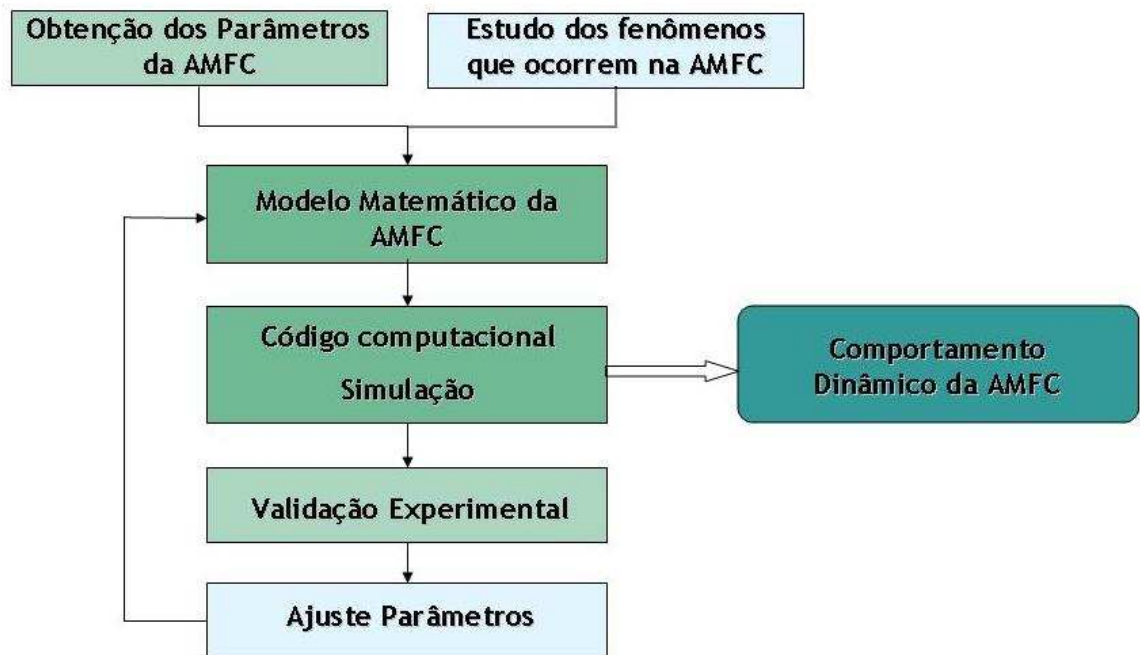 Obtenção dos Parâmetros
da AMFC
Estudo dos fenômenos
que ocorrem na AMFC
Modelo Matemático da
AMFC
Código computacional
Simulação
Comportamento
Dinâmico da AMFC
Validação Experimental
Ajuste Parâmetros